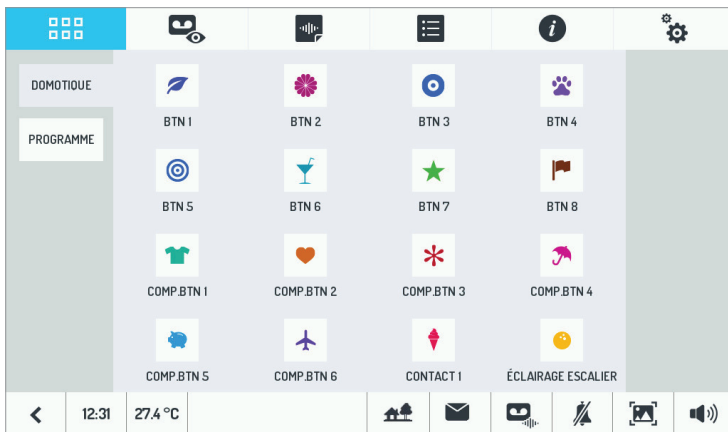 DOMOTIQUE
PROGRAMME
BTN 1 BTN 2 BTN 3 BTN 4
BTN 5 BTN 6 BTN 7 BTN 8
COMP.BTN 1 COMP.BTN 2 COMP.BTN 3 COMP.BTN 4
COMP.BTN 5 COMP.BTN 6 CONTACT 1 ÉCLAIRAGE ESCALIER
12:31 27.4 °C